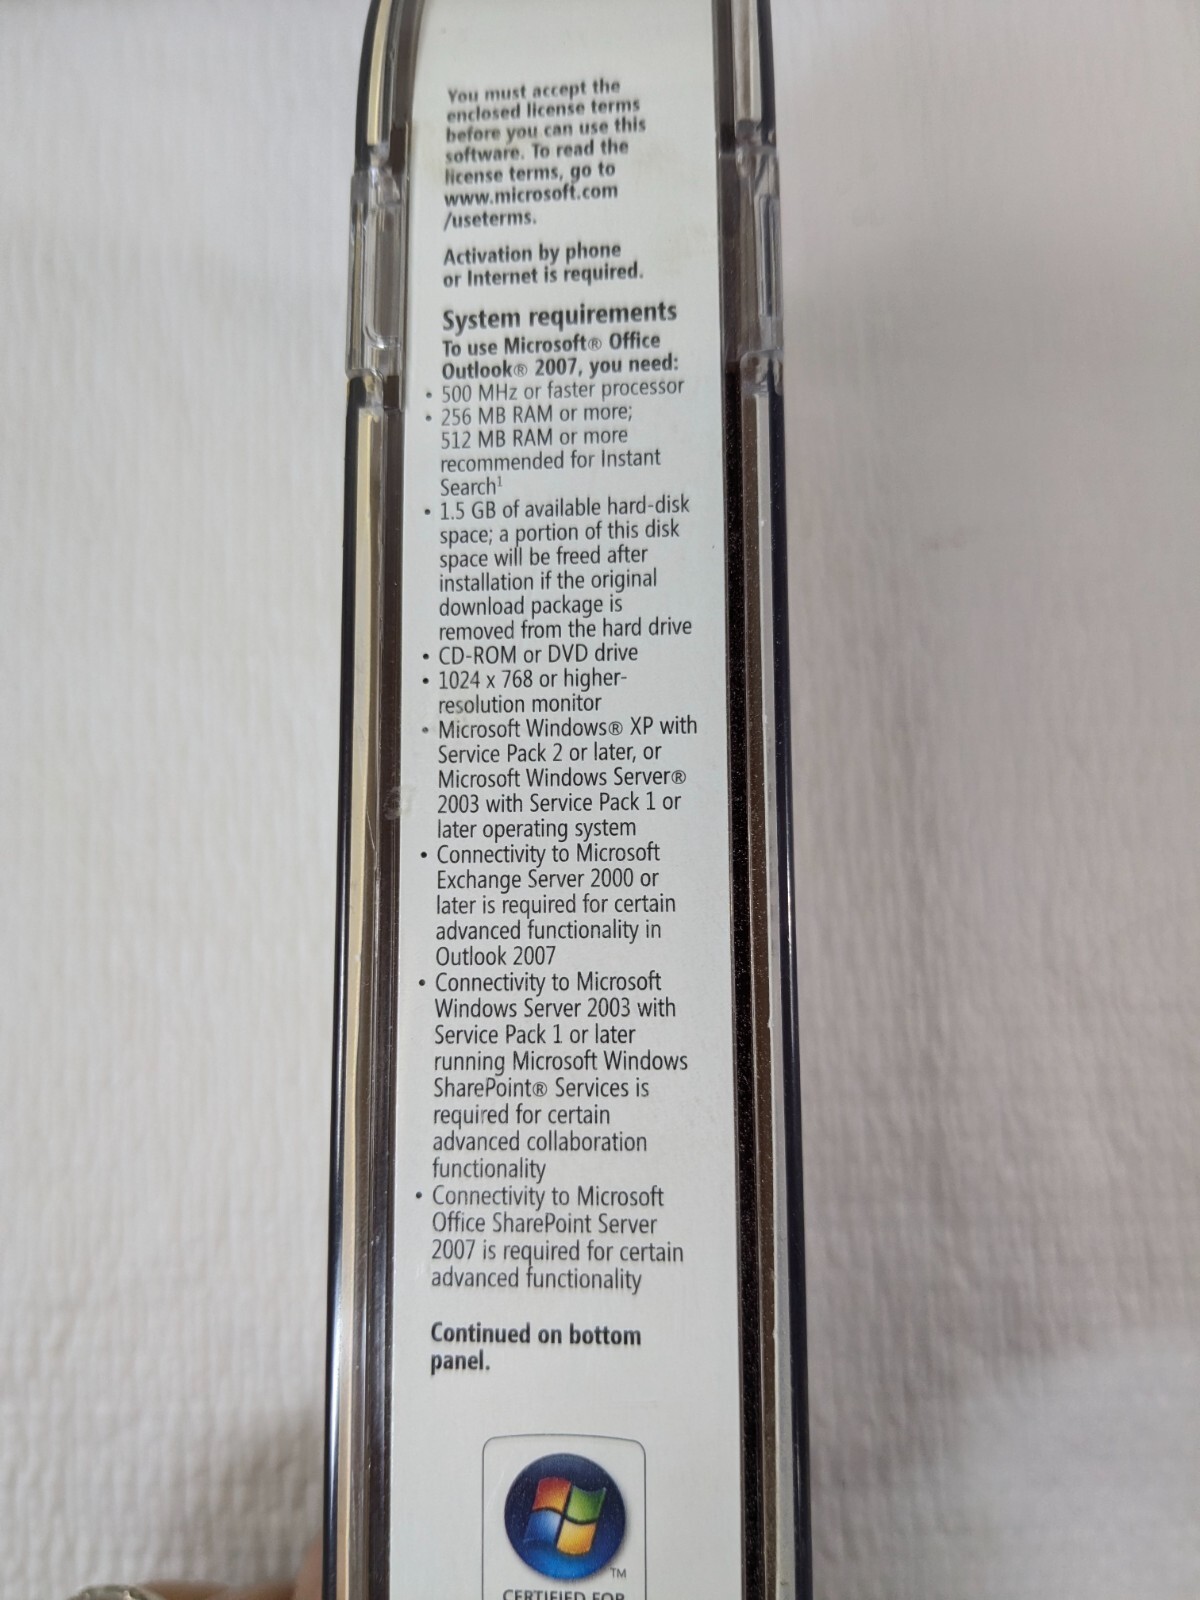 You must accept the
enclosed license terms
before you can use this
software. To read the
license terms, go to
www.microsoft.com
/useterms.
Activation by phone
or Internet is required.
System requirements
To use Microsoft® Office
Outlook® 2007, you need:
• 500 MHz or faster processor
• 256 MB RAM or more;
512 MB RAM or more
recommended for Instant
Search¹
• 1.5 GB of available hard-disk
space; a portion of this disk
space will be freed after
installation if the original
download package is
removed from the hard drive
• CD-ROM or DVD drive
• 1024 x 768 or higher-
resolution monitor
• Microsoft Windows® XP with
Service Pack 2 or later, or
Microsoft Windows Server®
2003 with Service Pack 1 or
later operating system
• Connectivity to Microsoft
Exchange Server 2000 or
later is required for certain
advanced functionality in
Outlook 2007
• Connectivity to Microsoft
Windows Server 2003 with
Service Pack 1 or later
running Microsoft Windows
SharePoint® Services is
required for certain
advanced collaboration
functionality
• Connectivity to Microsoft
Office SharePoint Server
2007 is required for certain
advanced functionality
Continued on bottom
panel.
TM
CERTIFIED FOR